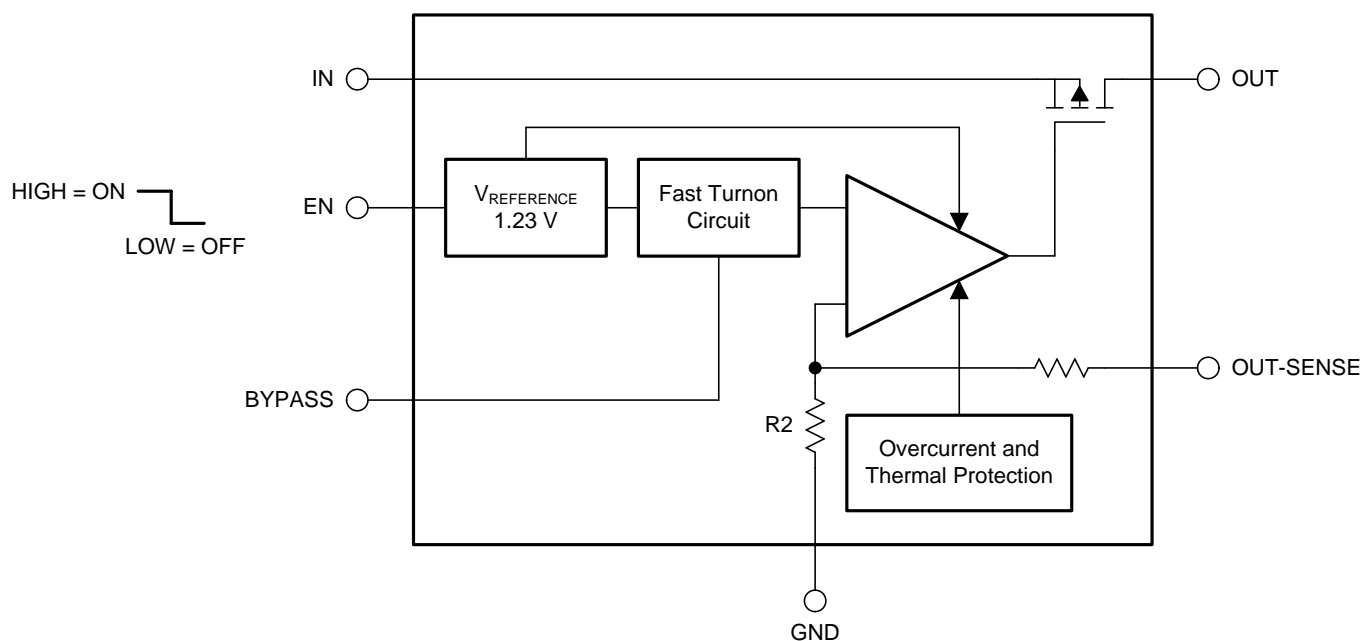 IN
OUT
HIGH = ON
LOW = OFF
EN
VREFERENCE
1.23 V
Fast Turnon
Circuit
OUT-SENSE
BYPASS
R2
Overcurrent and
Thermal Protection
GND